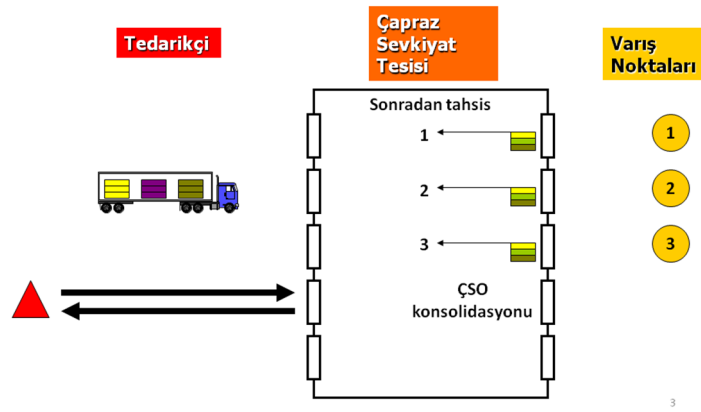 Tedarikçi
Çapraz
Sevkiyat
Tesisi
Varış
Noktaları
Sonradan tahsis
1
1
2
2
3
3
ÇSO
konsolidasyonu
3